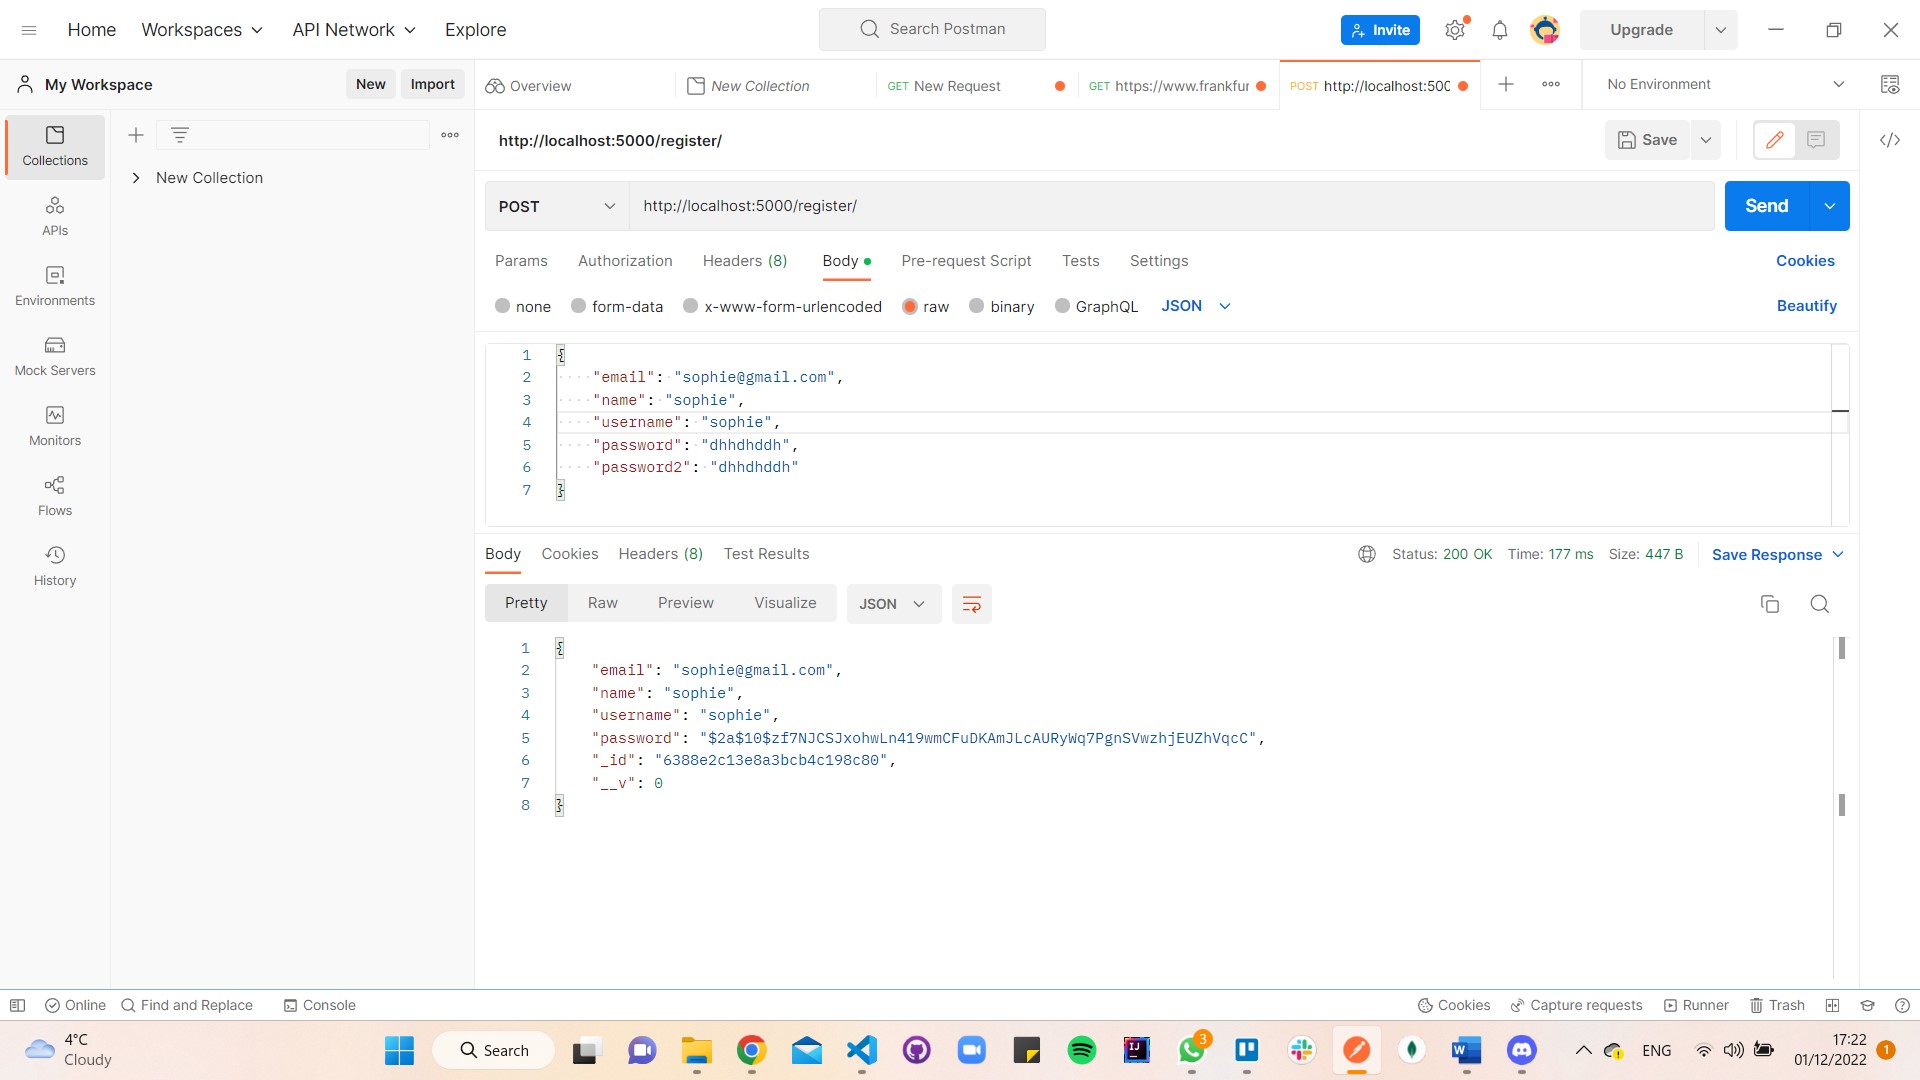 Home
Workspaces
API Network
Explore
Search Postman
Invite
Upgrade
My Workspace
New
Import
Overview
New Collection
GET New Request
GET https://www.frankfur
POST http://localhost:500
No Environment
Collections
APIs
Environments
Mock Servers
Monitors
Flows
History
New Collection
http://localhost:5000/register/
Save
POST
http://localhost:5000/register/
Send
Params
Authorization
Headers (8)
Body
Pre-request Script
Tests
Settings
Cookies
none
form-data
x-www-form-urlencoded
raw
binary
GraphQL
JSON
Beautify
1 {
2 "email": "sophie@gmail.com",
3 "name": "sophie",
4 "username": "sophie",
5 "password": "dhhdhddh",
6 "password2": "dhhdhddh"
7 }
Body
Cookies
Headers (8)
Test Results
Status: 200 OK
Time: 177 ms
Size: 447 B
Save Response
Pretty
Raw
Preview
Visualize
JSON
1 {
2 "email": "sophie@gmail.com",
3 "name": "sophie",
4 "username": "sophie",
5 "password": "$2a$10$zf7NJCSJxohwLn419wmCFuDKAmJLcAURyWq7PgnSVwzhjEUZhVqcC",
6 "_id": "6388e2c13e8a3bcb4c198c80",
7 "__v": 0
8 }
Online
Find and Replace
Console
Cookies
Capture requests
Runner
Trash
4°C
Cloudy
Search
3
ENG
17:22
01/12/2022
1